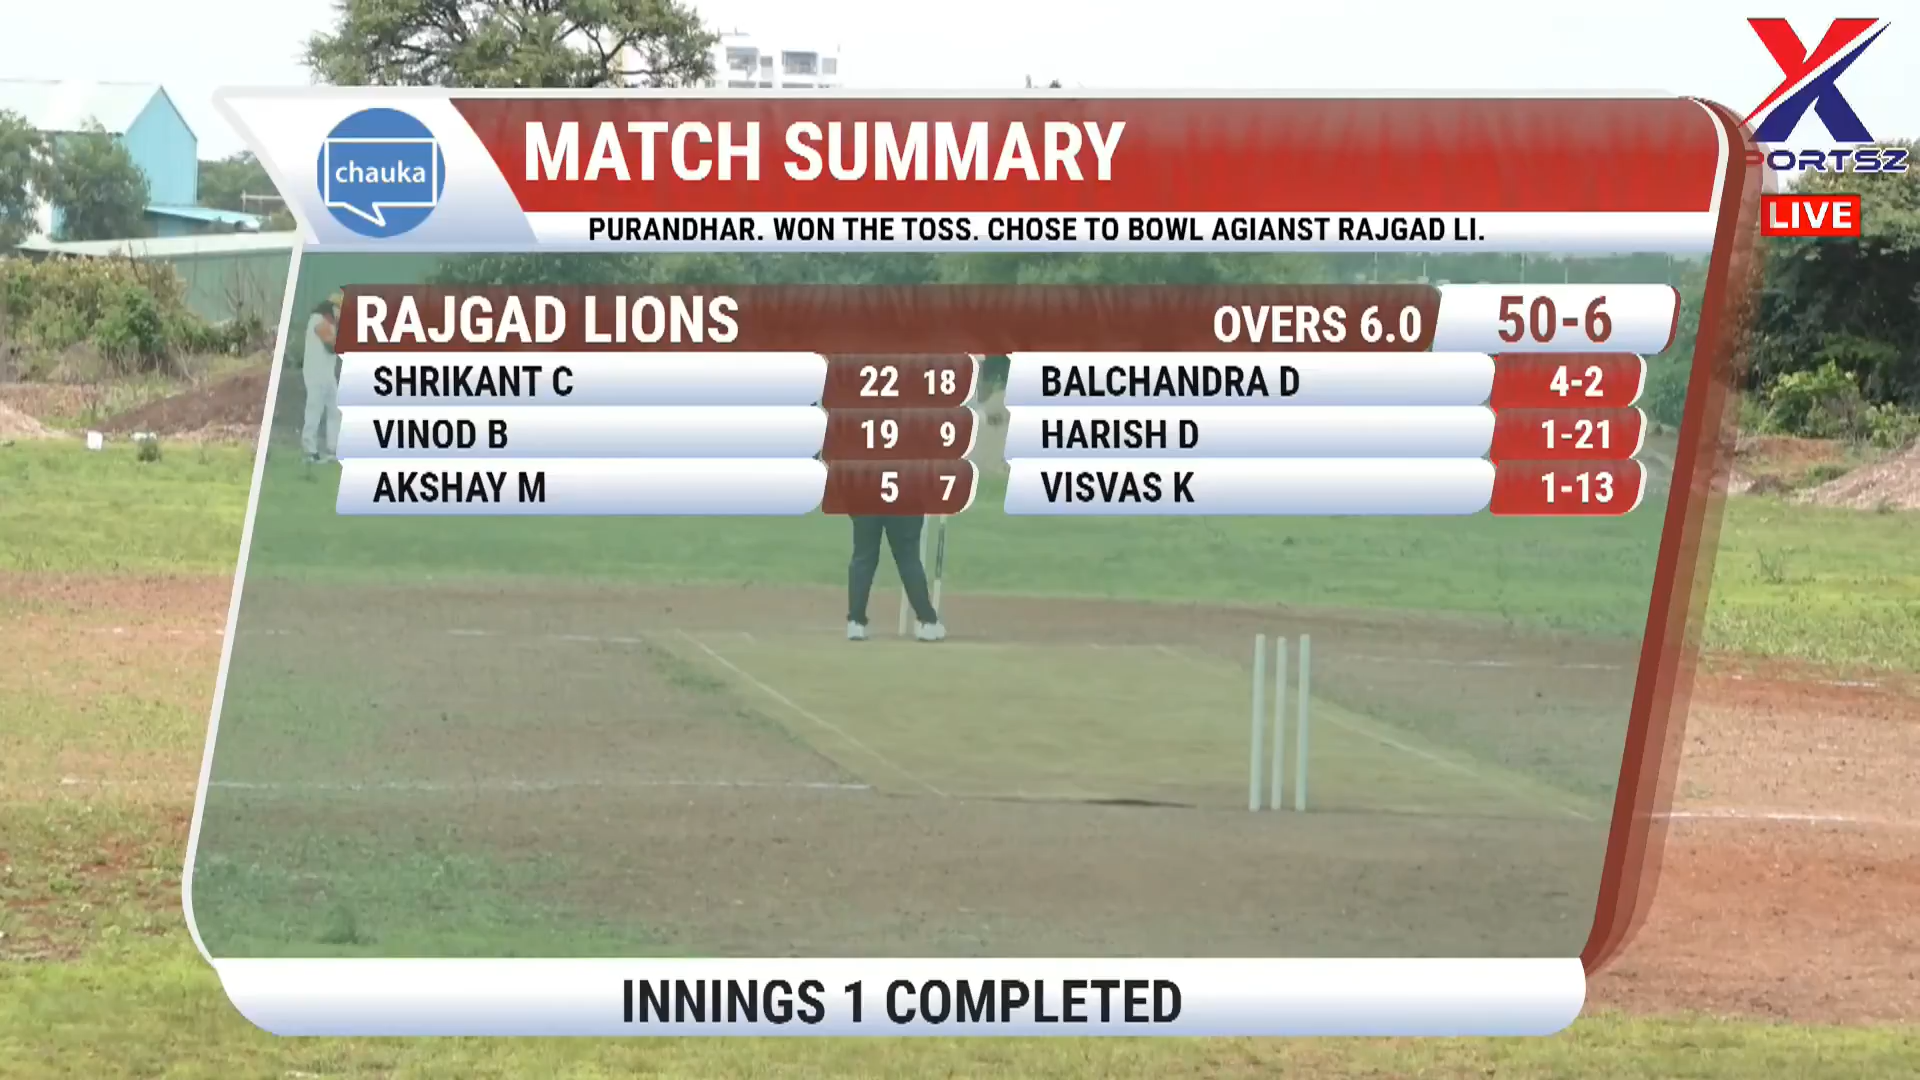 chauka
MATCH SUMMARY
PURANDHAR. WON THE TOSS. CHOSE TO BOWL AGIANST RAJGAD LI.
PORTSZ
LIVE
RAJGAD LIONS OVERS 6.0 50-6
SHRIKANT C 22 18 BALCHANDRA D 4-2
VINOD B 19 9 HARISH D 1-21
AKSHAY M 5 7 VISVAS K 1-13
INNINGS 1 COMPLETED